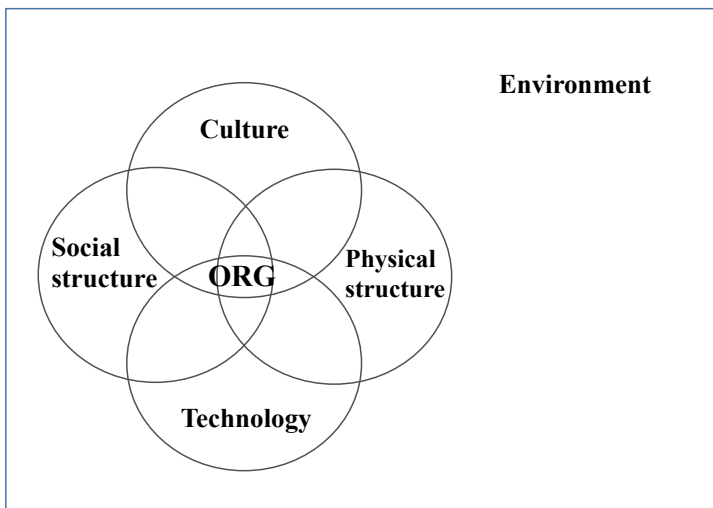 Environment
Culture
Social
structure
ORG
Physical
structure
Technology